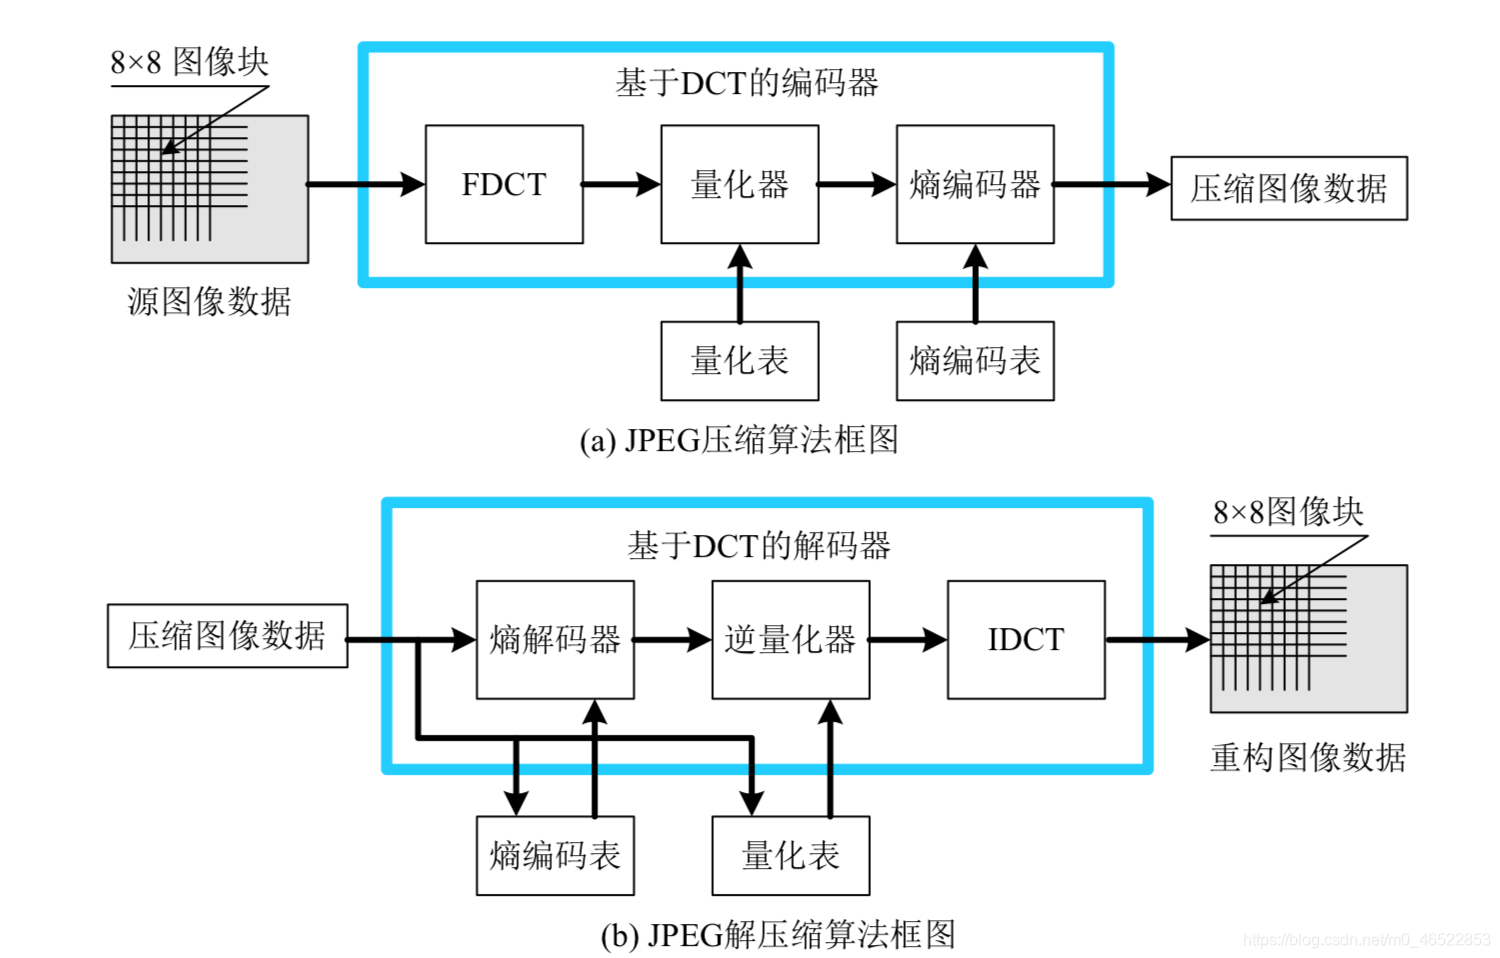 8×8 图像块
基于DCT的编码器
FDCT
量化器
熵编码器
压缩图像数据
源图像数据
量化表
熵编码表
(a) JPEG压缩算法框图
8×8图像块
基于DCT的解码器
压缩图像数据
熵解码器
逆量化器
IDCT
重构图像数据
熵编码表
量化表
(b) JPEG解压缩算法框图
https://blog.csdn.net/m0_46522853